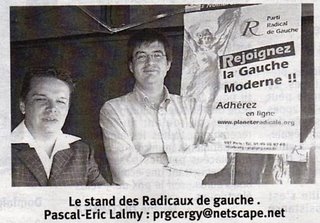 Parti
Radical
de Gauche
Rejoignez
la Gauche
Moderne !!
Adhérez
en ligne
www.planeteradicale.org
Le stand des Radicaux de gauche .
Pascal-Eric Lalmy : prgcergy@netscape.net